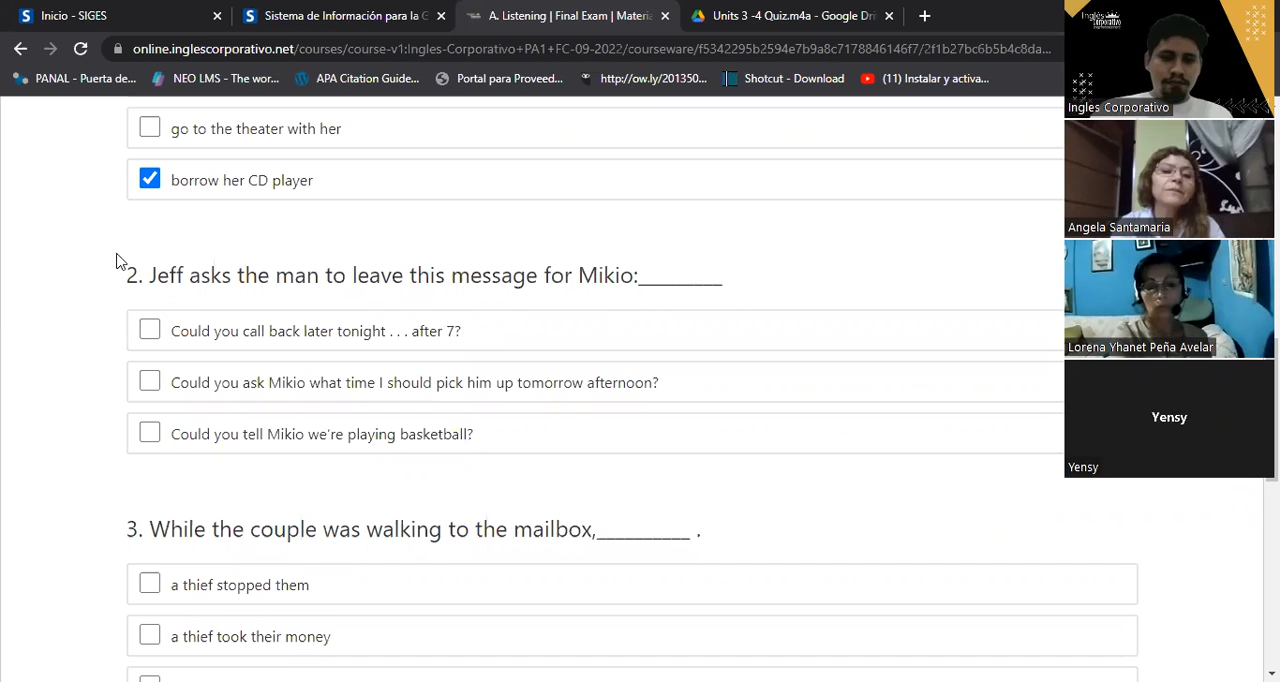 Inicio - SIGES
Sistema de Información para la G
A. Listening | Final Exam | Materia
Units 3 -4 Quiz.m4a - Google Dri
online.inglescorporativo.net/courses/course-v1:Ingles-Corporativo+PA1+FC-09-2022/courseware/f5342295b2594e7b9a8c7178846146f7/2f1b27bc6b5b4c8da...
PANAL - Puerta de...
NEO LMS - The wor...
APA Citation Guide...
Portal para Proveed...
http://ow.ly/201350...
Shotcut - Download
(11) Instalar y activa...
go to the theater with her
borrow her CD player
2. Jeff asks the man to leave this message for Mikio:_________
Could you call back later tonight . . . after 7?
Could you ask Mikio what time I should pick him up tomorrow afternoon?
Could you tell Mikio we're playing basketball?
3. While the couple was walking to the mailbox,__________ .
a thief stopped them
a thief took their money
Inglés
Corporativo
Ingles Corporativo
Angela Santamaria
Lorena Yhanet Peña Avelar
Yensy
Yensy